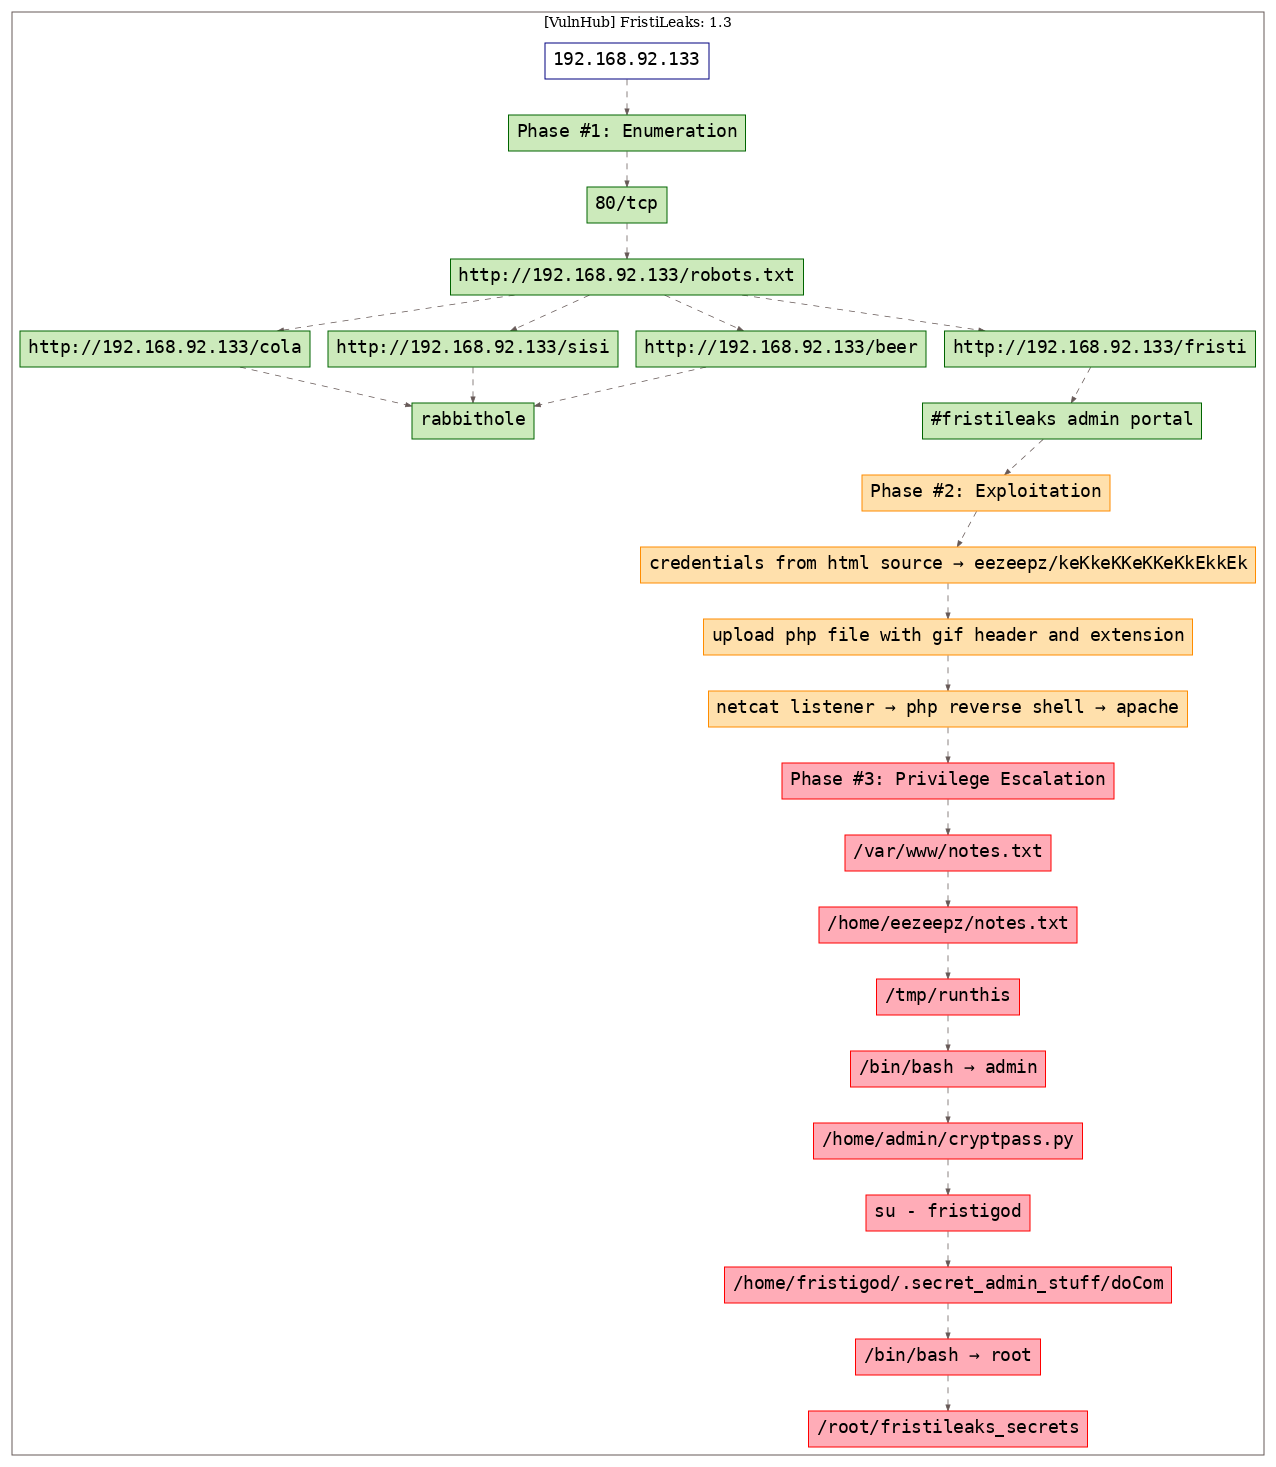 [VulnHub] FristiLeaks: 1.3
192.168.92.133
Phase #1: Enumeration
80/tcp
http://192.168.92.133/robots.txt
http://192.168.92.133/cola
http://192.168.92.133/sisi
http://192.168.92.133/beer
http://192.168.92.133/fristi
rabbithole
#fristileaks admin portal
Phase #2: Exploitation
credentials from html source → eezeepz/keKkeKKeKKeKkEkkEk
upload php file with gif header and extension
netcat listener → php reverse shell → apache
Phase #3: Privilege Escalation
/var/www/notes.txt
/home/eezeepz/notes.txt
/tmp/runthis
/bin/bash → admin
/home/admin/cryptpass.py
su - fristigod
/home/fristigod/.secret_admin_stuff/doCom
/bin/bash → root
/root/fristileaks_secrets